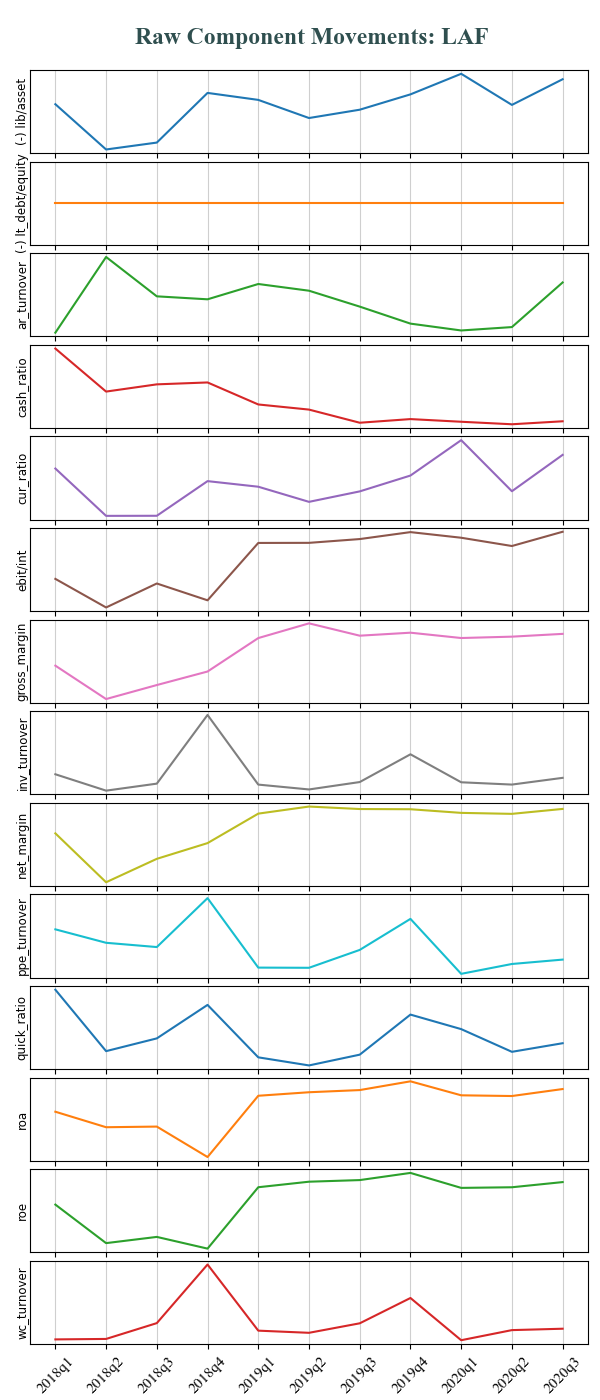 Raw Component Movements: LAF
(-) lib/asset
(-) lt_debt/equity
ar_turnover
cash_ratio
cur_ratio
ebit/int
gross_margin
inv_turnover
net_margin
ppe_turnover
quick_ratio
roa
roe
wc_turnover
2018q1 2018q2 2018q3 2018q4 2019q1 2019q2 2019q3 2019q4 2020q1 2020q2 2020q3